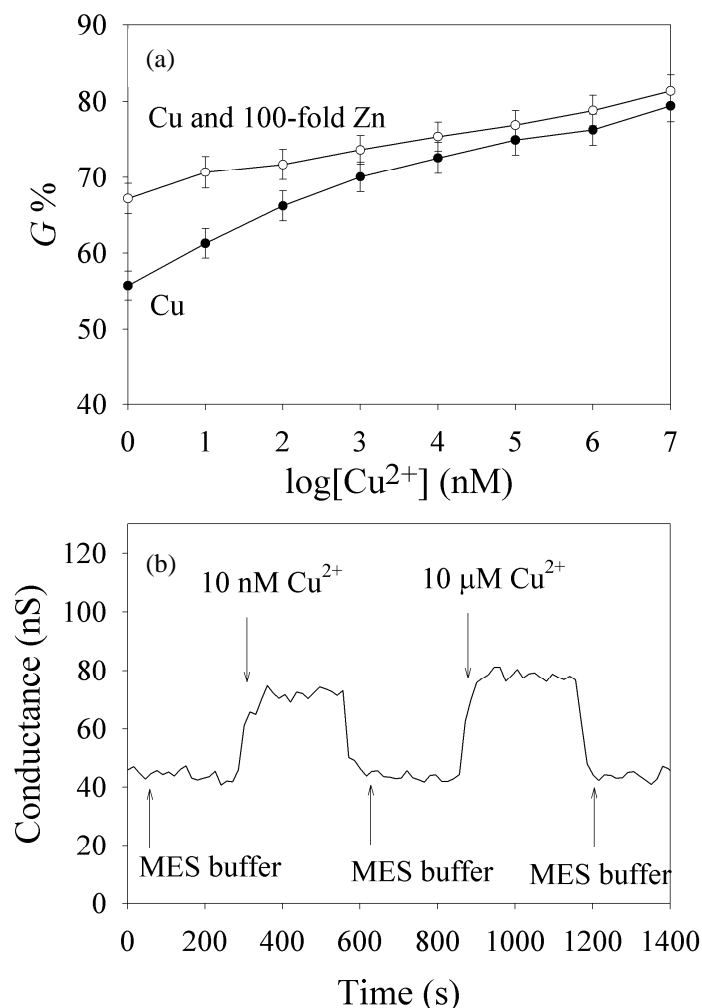 90
(a)
80
Cu and 100-fold Zn
70
G %
60
Cu
50
40
0 1 2 3 4 5 6 7
log[Cu²⁺] (nM)
120
(b)
10 nM Cu²⁺
10 μM Cu²⁺
100
80
Conductance (nS)
60
40
20
MES buffer
MES buffer
MES buffer
0
0 200 400 600 800 1000 1200 1400
Time (s)